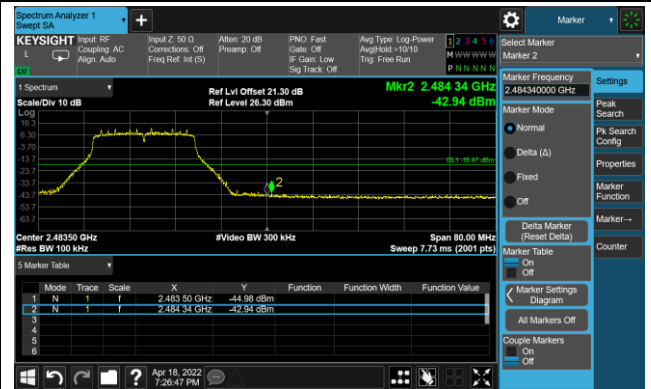 Spectrum Analyzer 1
Swept SA
Marker
KEYSIGHT
L
Input: RF
Coupling: AC
Align: Auto
Input Z: 50 Ω
Corrections: Off
Freq Ref: Int (S)
Atten: 20 dB
Preamp: Off
PNO: Fast
Gate: Off
IF Gain: Low
Sig Track: Off
Avg Type: Log-Power
Avg|Hold:>10/10
Trig: Free Run
1 2 3 4 5 6
M W W W W W
P N N N N N
Select Marker
Marker 2
1 Spectrum
Scale/Div 10 dB
Ref Lvl Offset 21.30 dB
Ref Level 26.30 dBm
Mkr2 2.484 34 GHz
-42.94 dBm
Log
16.3
6.30
-3.70
-13.7
-23.7
-33.7
-43.7
-53.7
-63.7
DL1 -18.47 dBm
2
Center 2.48350 GHz
#Res BW 100 kHz
#Video BW 300 kHz
Span 80.00 MHz
Sweep 7.73 ms (2001 pts)
5 Marker Table
Mode Trace Scale X Y Function Function Width Function Value
1 N 1 f 2.483 50 GHz -44.98 dBm
2 N 1 f 2.484 34 GHz -42.94 dBm
3
4
5
6
Marker Frequency
2.484340000 GHz
Marker Mode
Normal
Delta (Δ)
Fixed
Off
Delta Marker
(Reset Delta)
Marker Table
On
Off
Marker Settings
Diagram
All Markers Off
Couple Markers
On
Off
Settings
Peak
Search
Pk Search
Config
Properties
Marker
Function
Marker→
Counter
?
Apr 18, 2022
7:26:47 PM